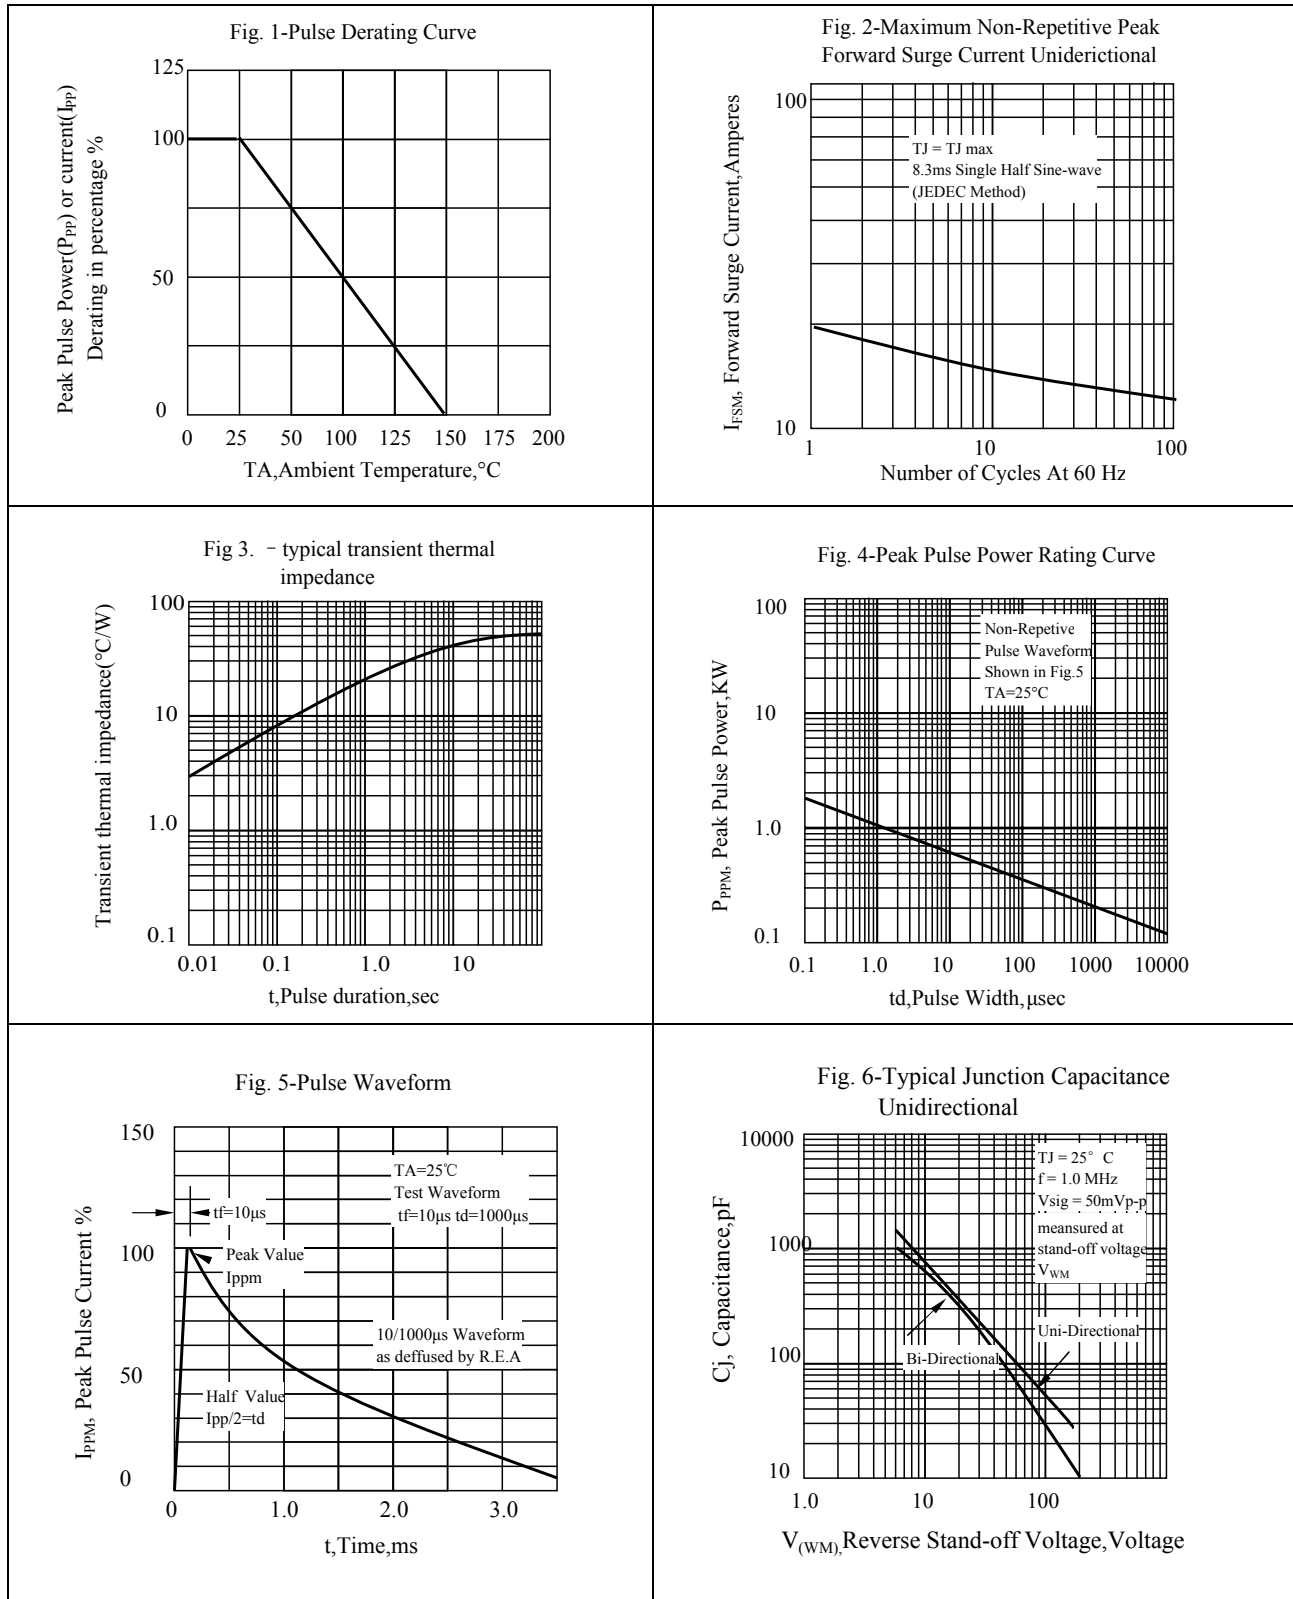 Fig. 1-Pulse Derating Curve
Peak Pulse Power(PPP) or current(IPP)
Derating in percentage %
125
100
50
0
0 25 50 100 125 150 175 200
TA,Ambient Temperature,°C
Fig. 2-Maximum Non-Repetitive Peak
Forward Surge Current Uniderictional
IFSM, Forward Surge Current,Amperes
100
TJ = TJ max
8.3ms Single Half Sine-wave
(JEDEC Method)
10
1 10 100
Number of Cycles At 60 Hz
Fig 3. - typical transient thermal
impedance
Transient thermal impedance(°C/W)
100
10
1.0
0.1
0.01 0.1 1.0 10
t,Pulse duration,sec
Fig. 4-Peak Pulse Power Rating Curve
PPPM, Peak Pulse Power,KW
100
Non-Repetive
Pulse Waveform
Shown in Fig.5
TA=25°C
10
1.0
0.1
0.1 1.0 10 100 1000 10000
td,Pulse Width,μsec
Fig. 5-Pulse Waveform
IPPM, Peak Pulse Current %
150
TA=25℃
Test Waveform
tf=10μs td=1000μs
tf=10μs
100
Peak Value
Ippm
10/1000μs Waveform
as deffused by R.E.A
50
Half Value
Ipp/2=td
0
0 1.0 2.0 3.0
t,Time,ms
Fig. 6-Typical Junction Capacitance
Unidirectional
Cj, Capacitance,pF
10000
TJ = 25° C
f = 1.0 MHz
Vsig = 50mVp-p
meansured at
stand-off voltage
VWM
1000
Uni-Directional
Bi-Directional
100
10
1.0 10 100
V(WM),Reverse Stand-off Voltage,Voltage